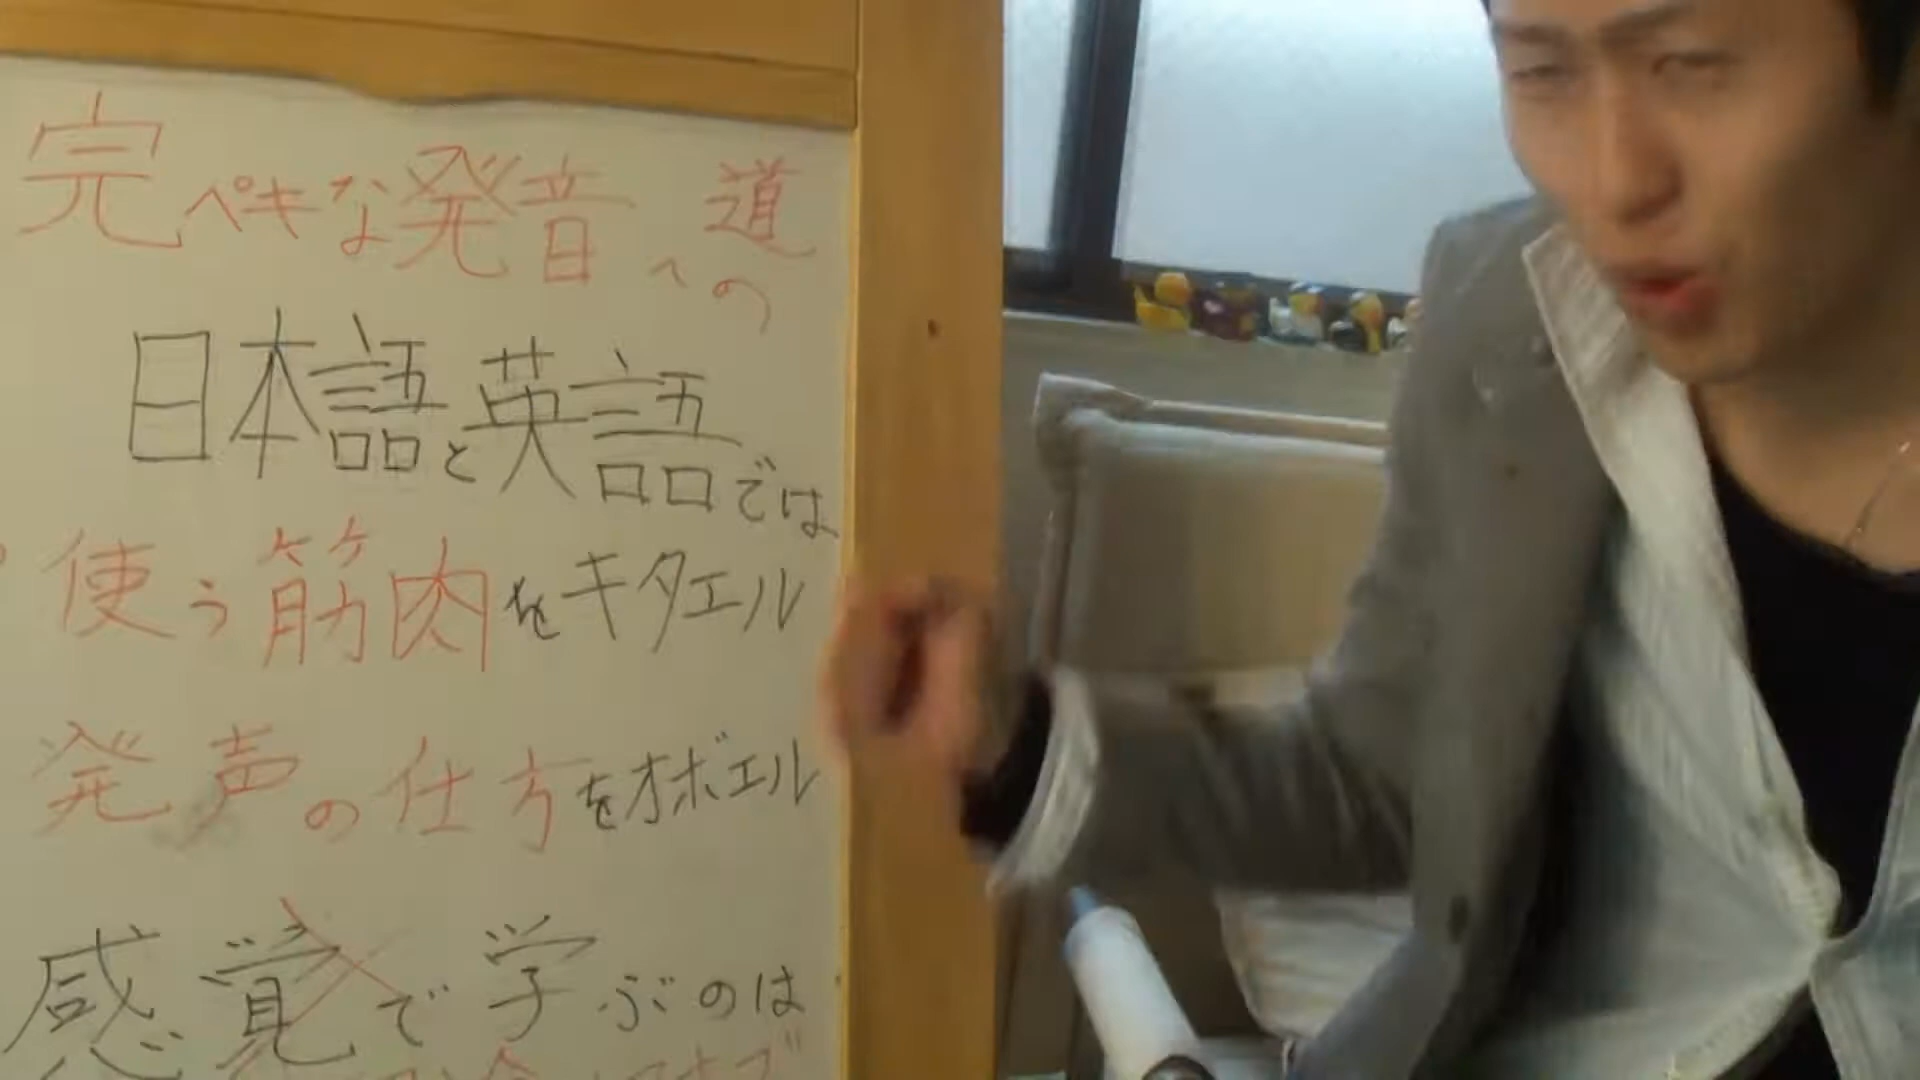 完ペキな発音への道
日本語と英語では
使う筋肉をキタエル
発声の仕方をオボエル
感覚で学ぶのは